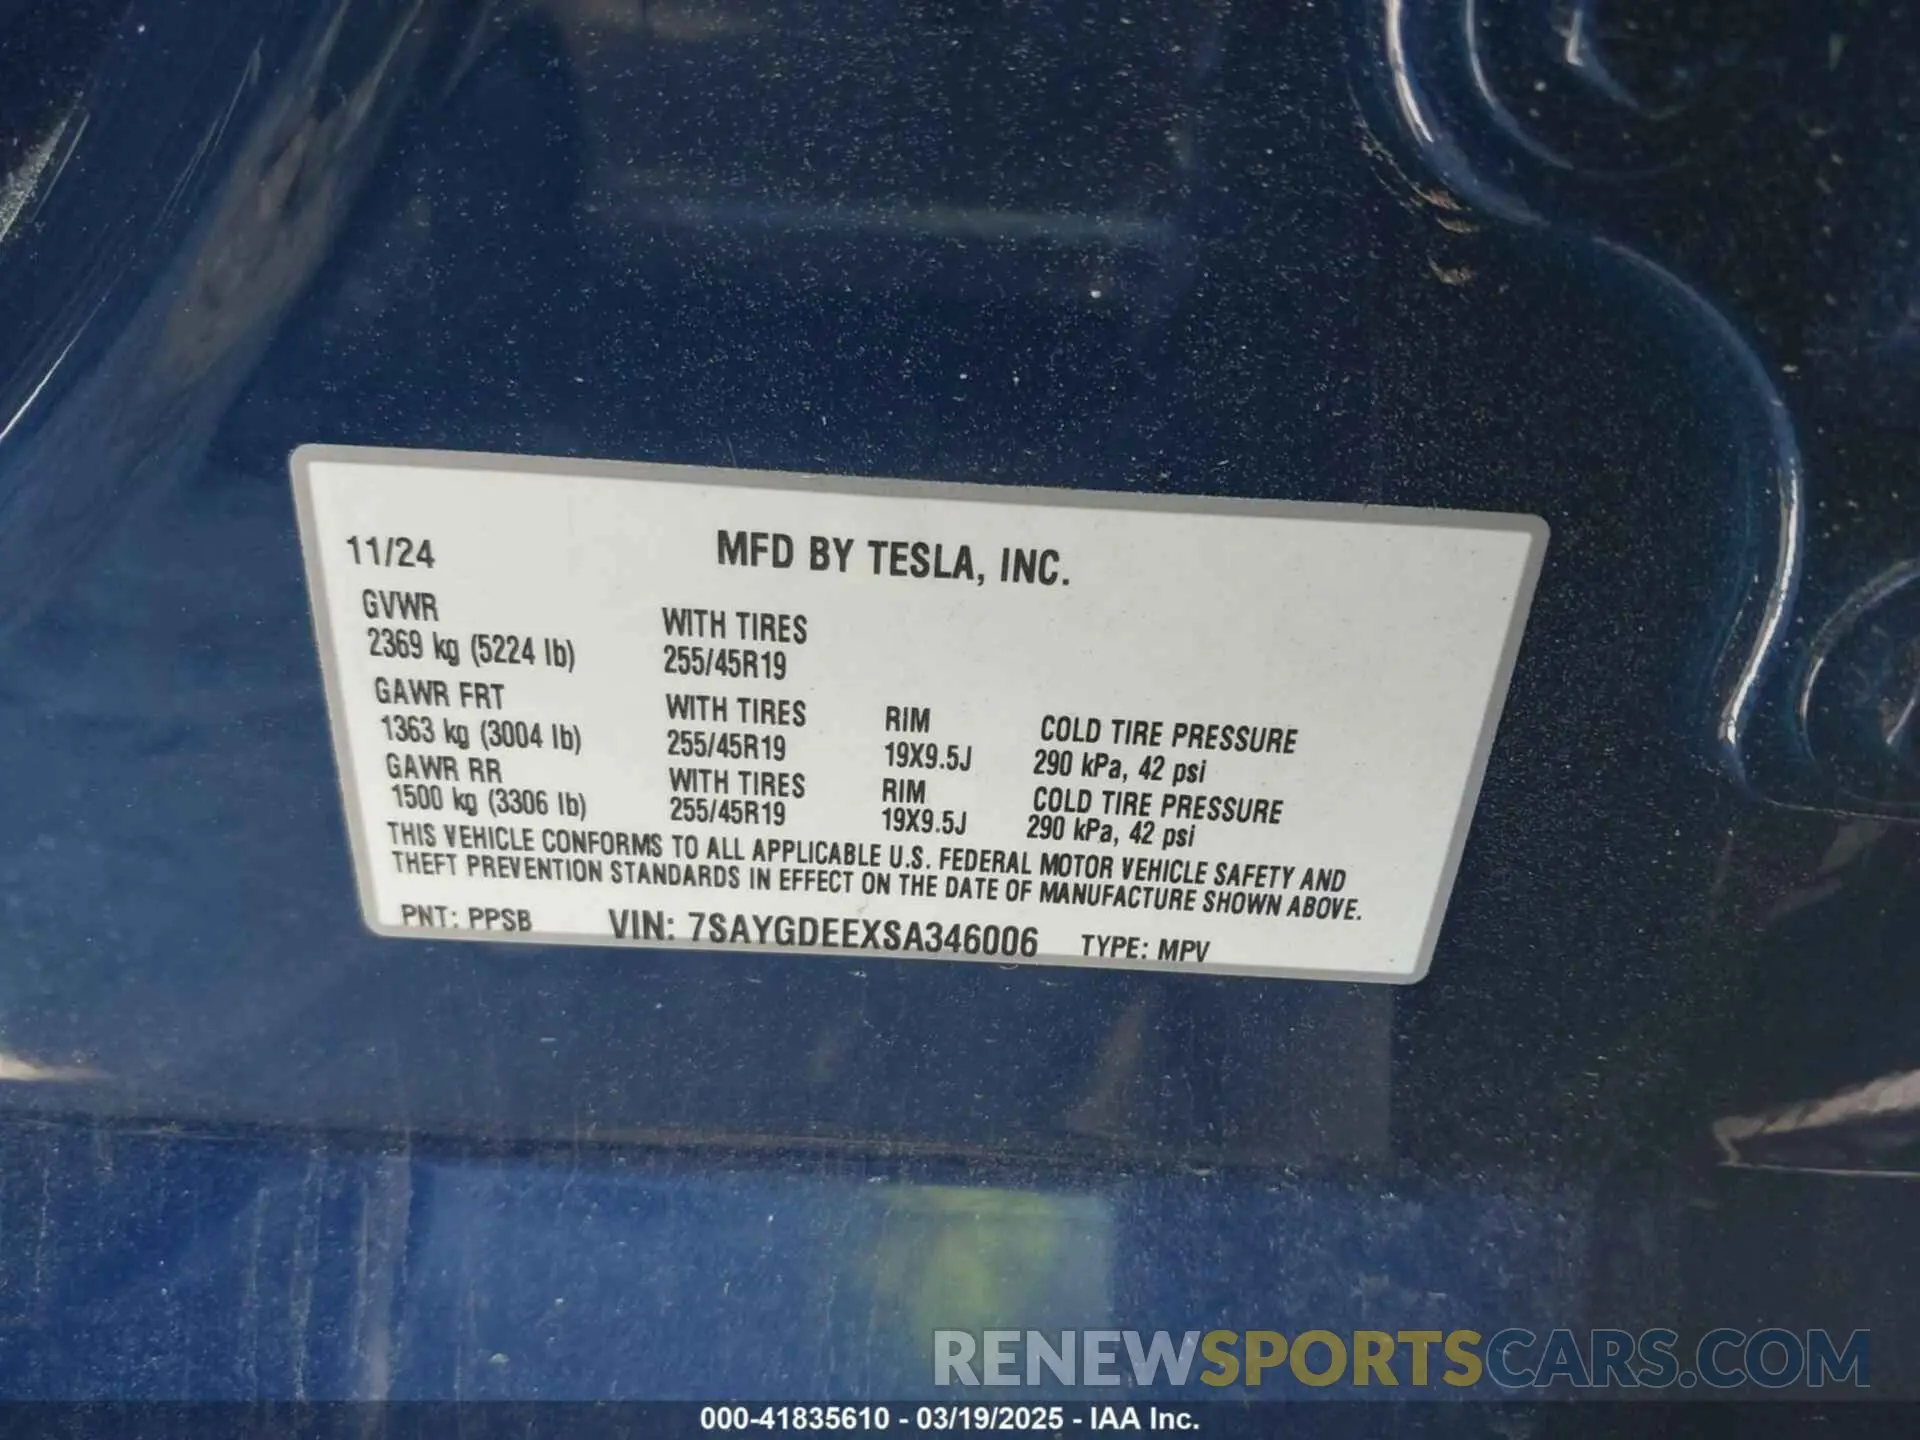 11/24 MFD BY TESLA, INC.
GVWR WITH TIRES
2369 kg (5224 lb) 255/45R19
GAWR FRT WITH TIRES RIM COLD TIRE PRESSURE
1363 kg (3004 lb) 255/45R19 19X9.5J 290 kPa, 42 psi
GAWR RR WITH TIRES RIM COLD TIRE PRESSURE
1500 kg (3306 lb) 255/45R19 19X9.5J 290 kPa, 42 psi
THIS VEHICLE CONFORMS TO ALL APPLICABLE U.S. FEDERAL MOTOR VEHICLE SAFETY AND
THEFT PREVENTION STANDARDS IN EFFECT ON THE DATE OF MANUFACTURE SHOWN ABOVE.
PNT: PPSB VIN: 7SAYGDEEXSA346006 TYPE: MPV
RENEWSPORTSCARS.COM
000-41835610 - 03/19/2025 - IAA Inc.